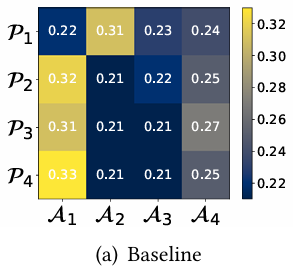 P1 0.22 0.31 0.23 0.24
P2 0.32 0.21 0.22 0.25
P3 0.31 0.21 0.21 0.27
P4 0.33 0.21 0.21 0.25
A1 A2 A3 A4
0.32
0.30
0.28
0.26
0.24
0.22
(a) Baseline